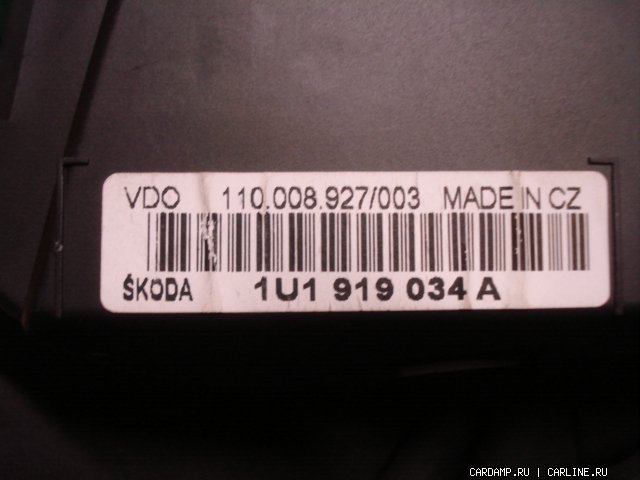 VDO 110.008.927/003 MADE IN CZ
ŠKODA 1U1 919 034 A
CARDAMP.RU | CARLINE.RU